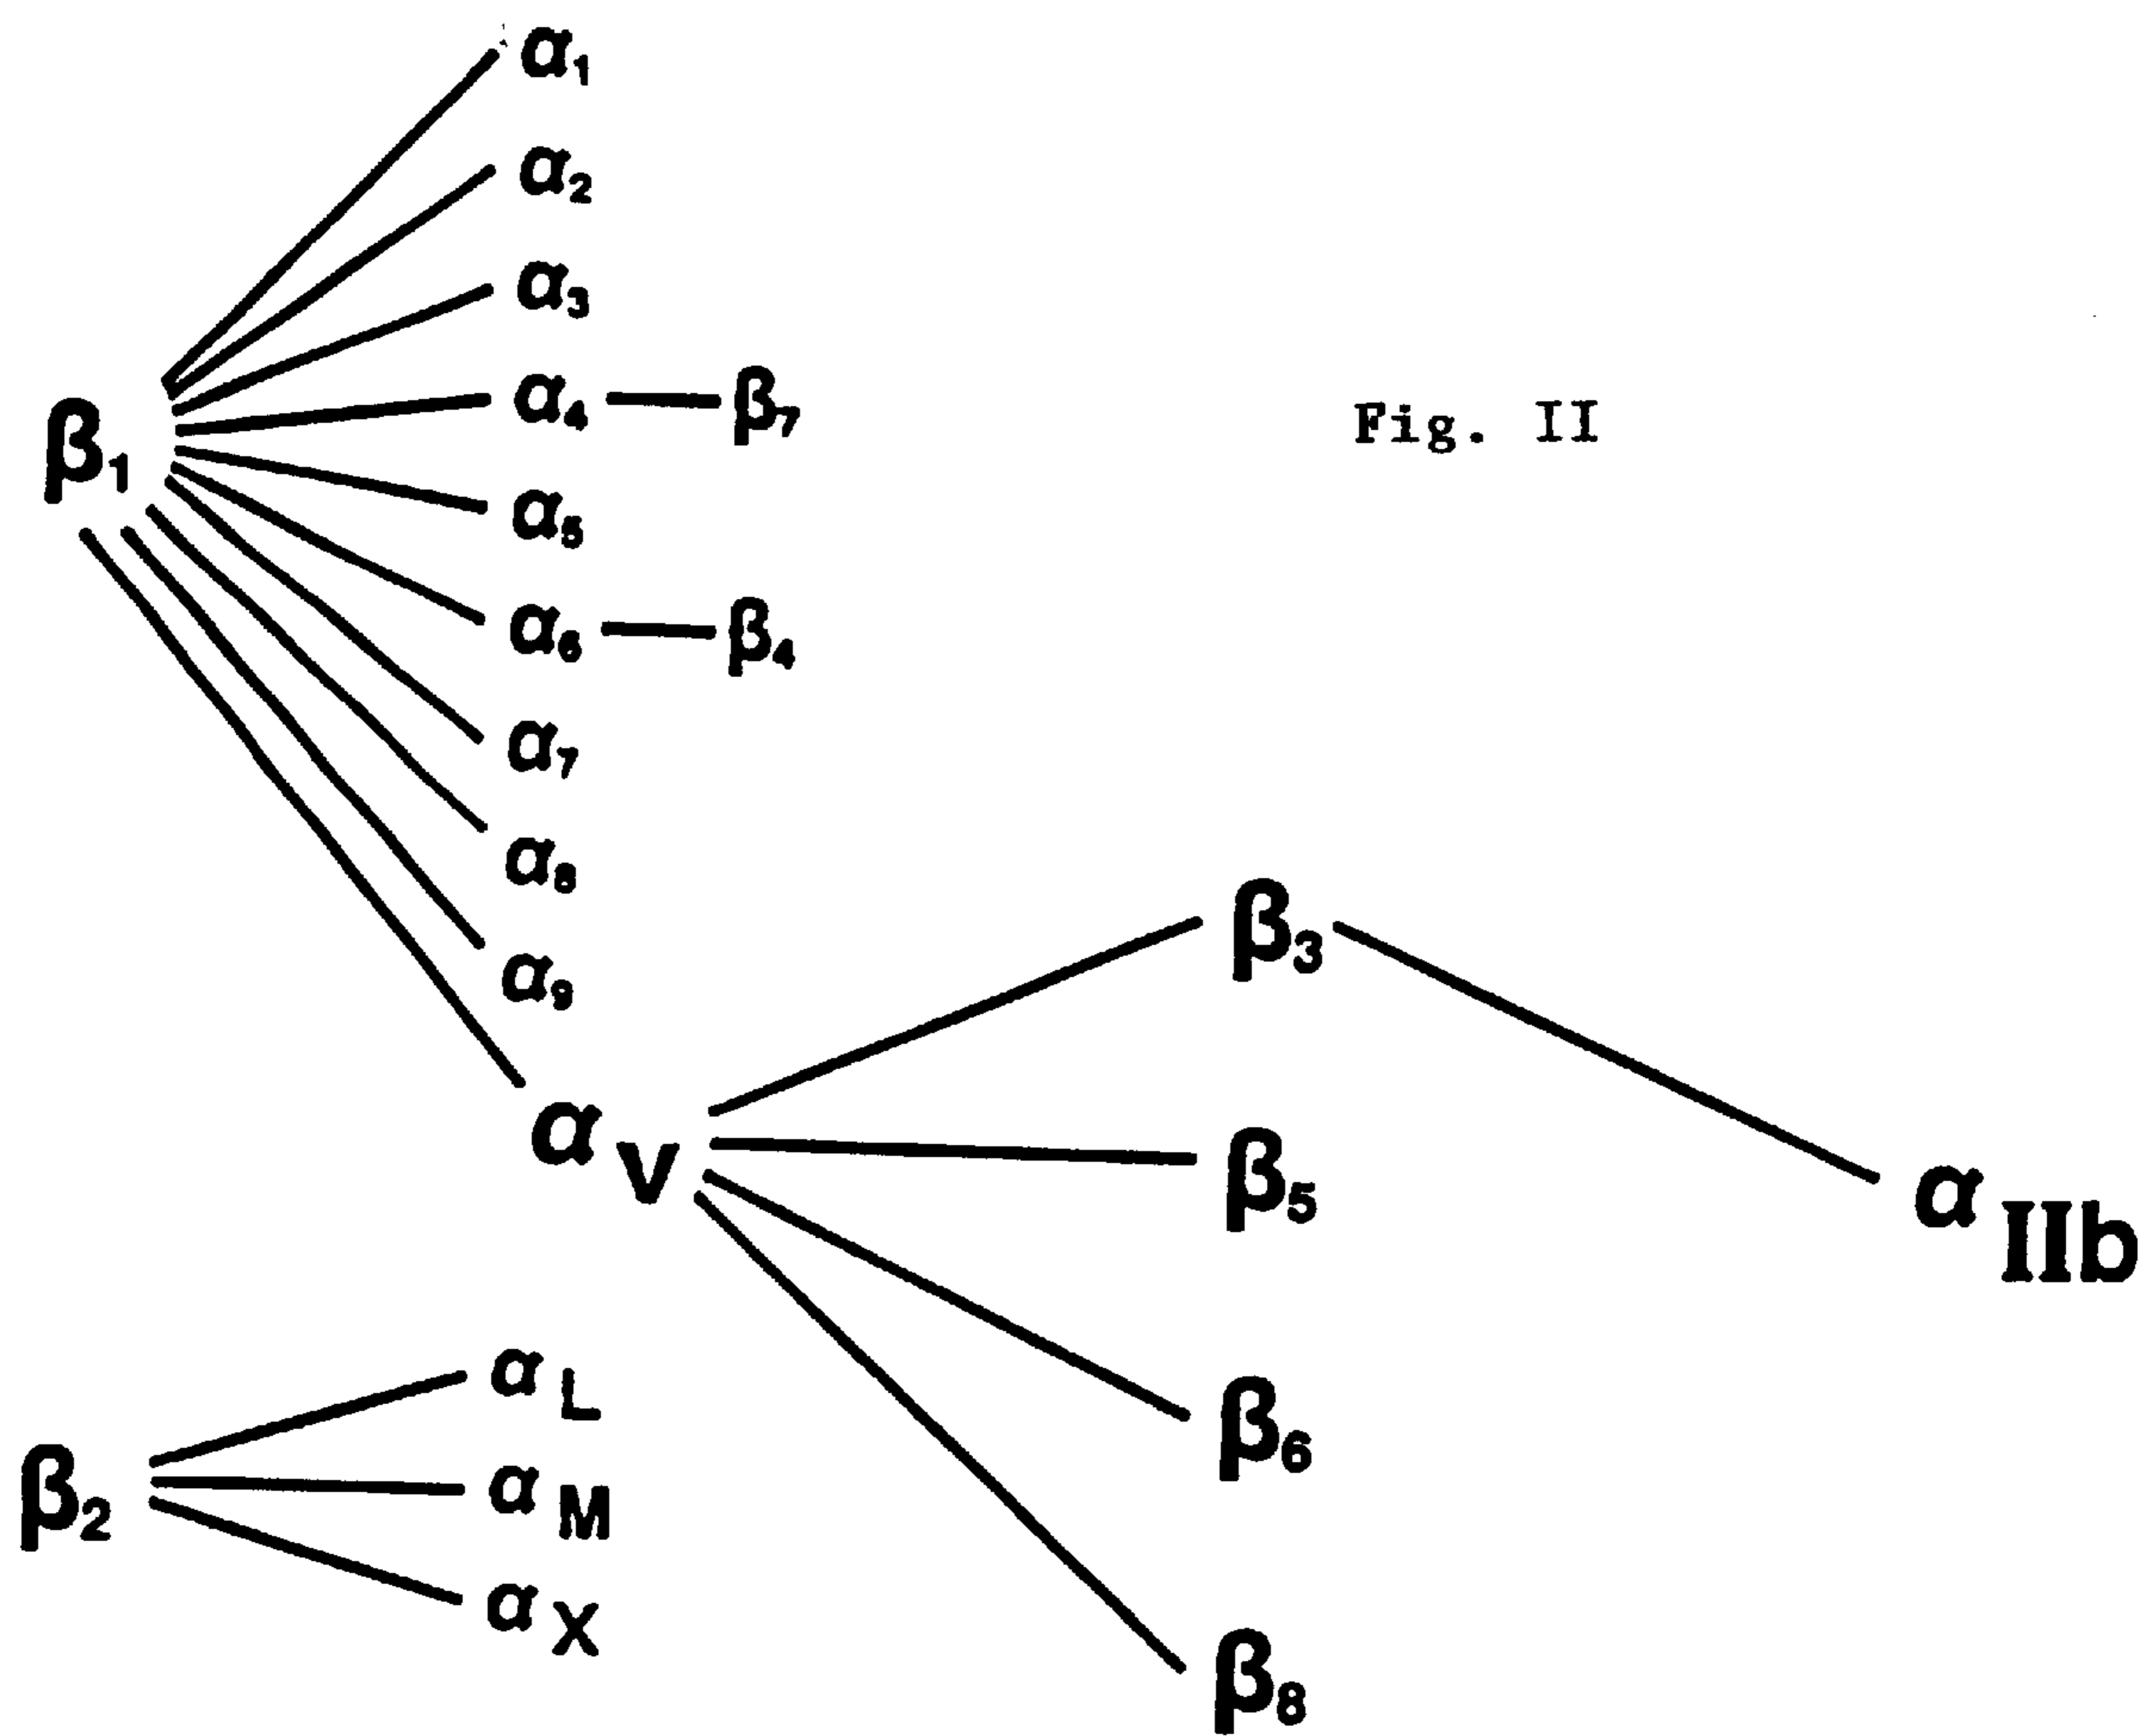 α₁
α₂
α₃
α₄ β₇
Fig. II
β₁
α₅
α₆ β₄
α₇
α₈
α₉
β₃
αV
β₅
αIIb
αL
β₆
β₂
αM
αX
β₈